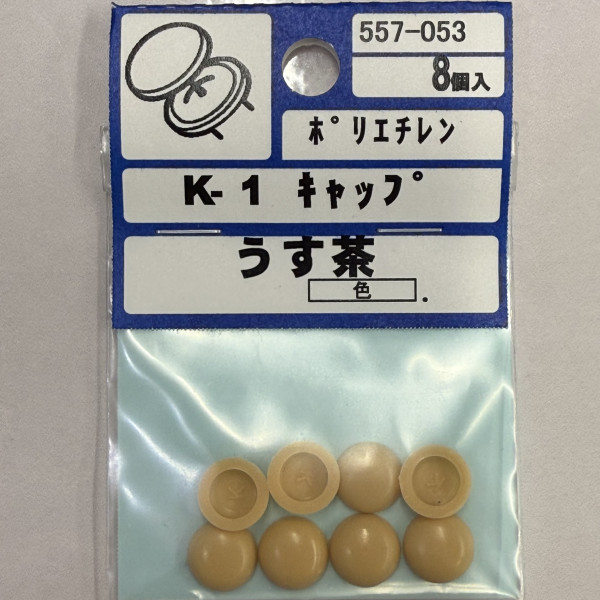 557-053
8個入
ポリエチレン
K-1 キャップ
うす茶
色